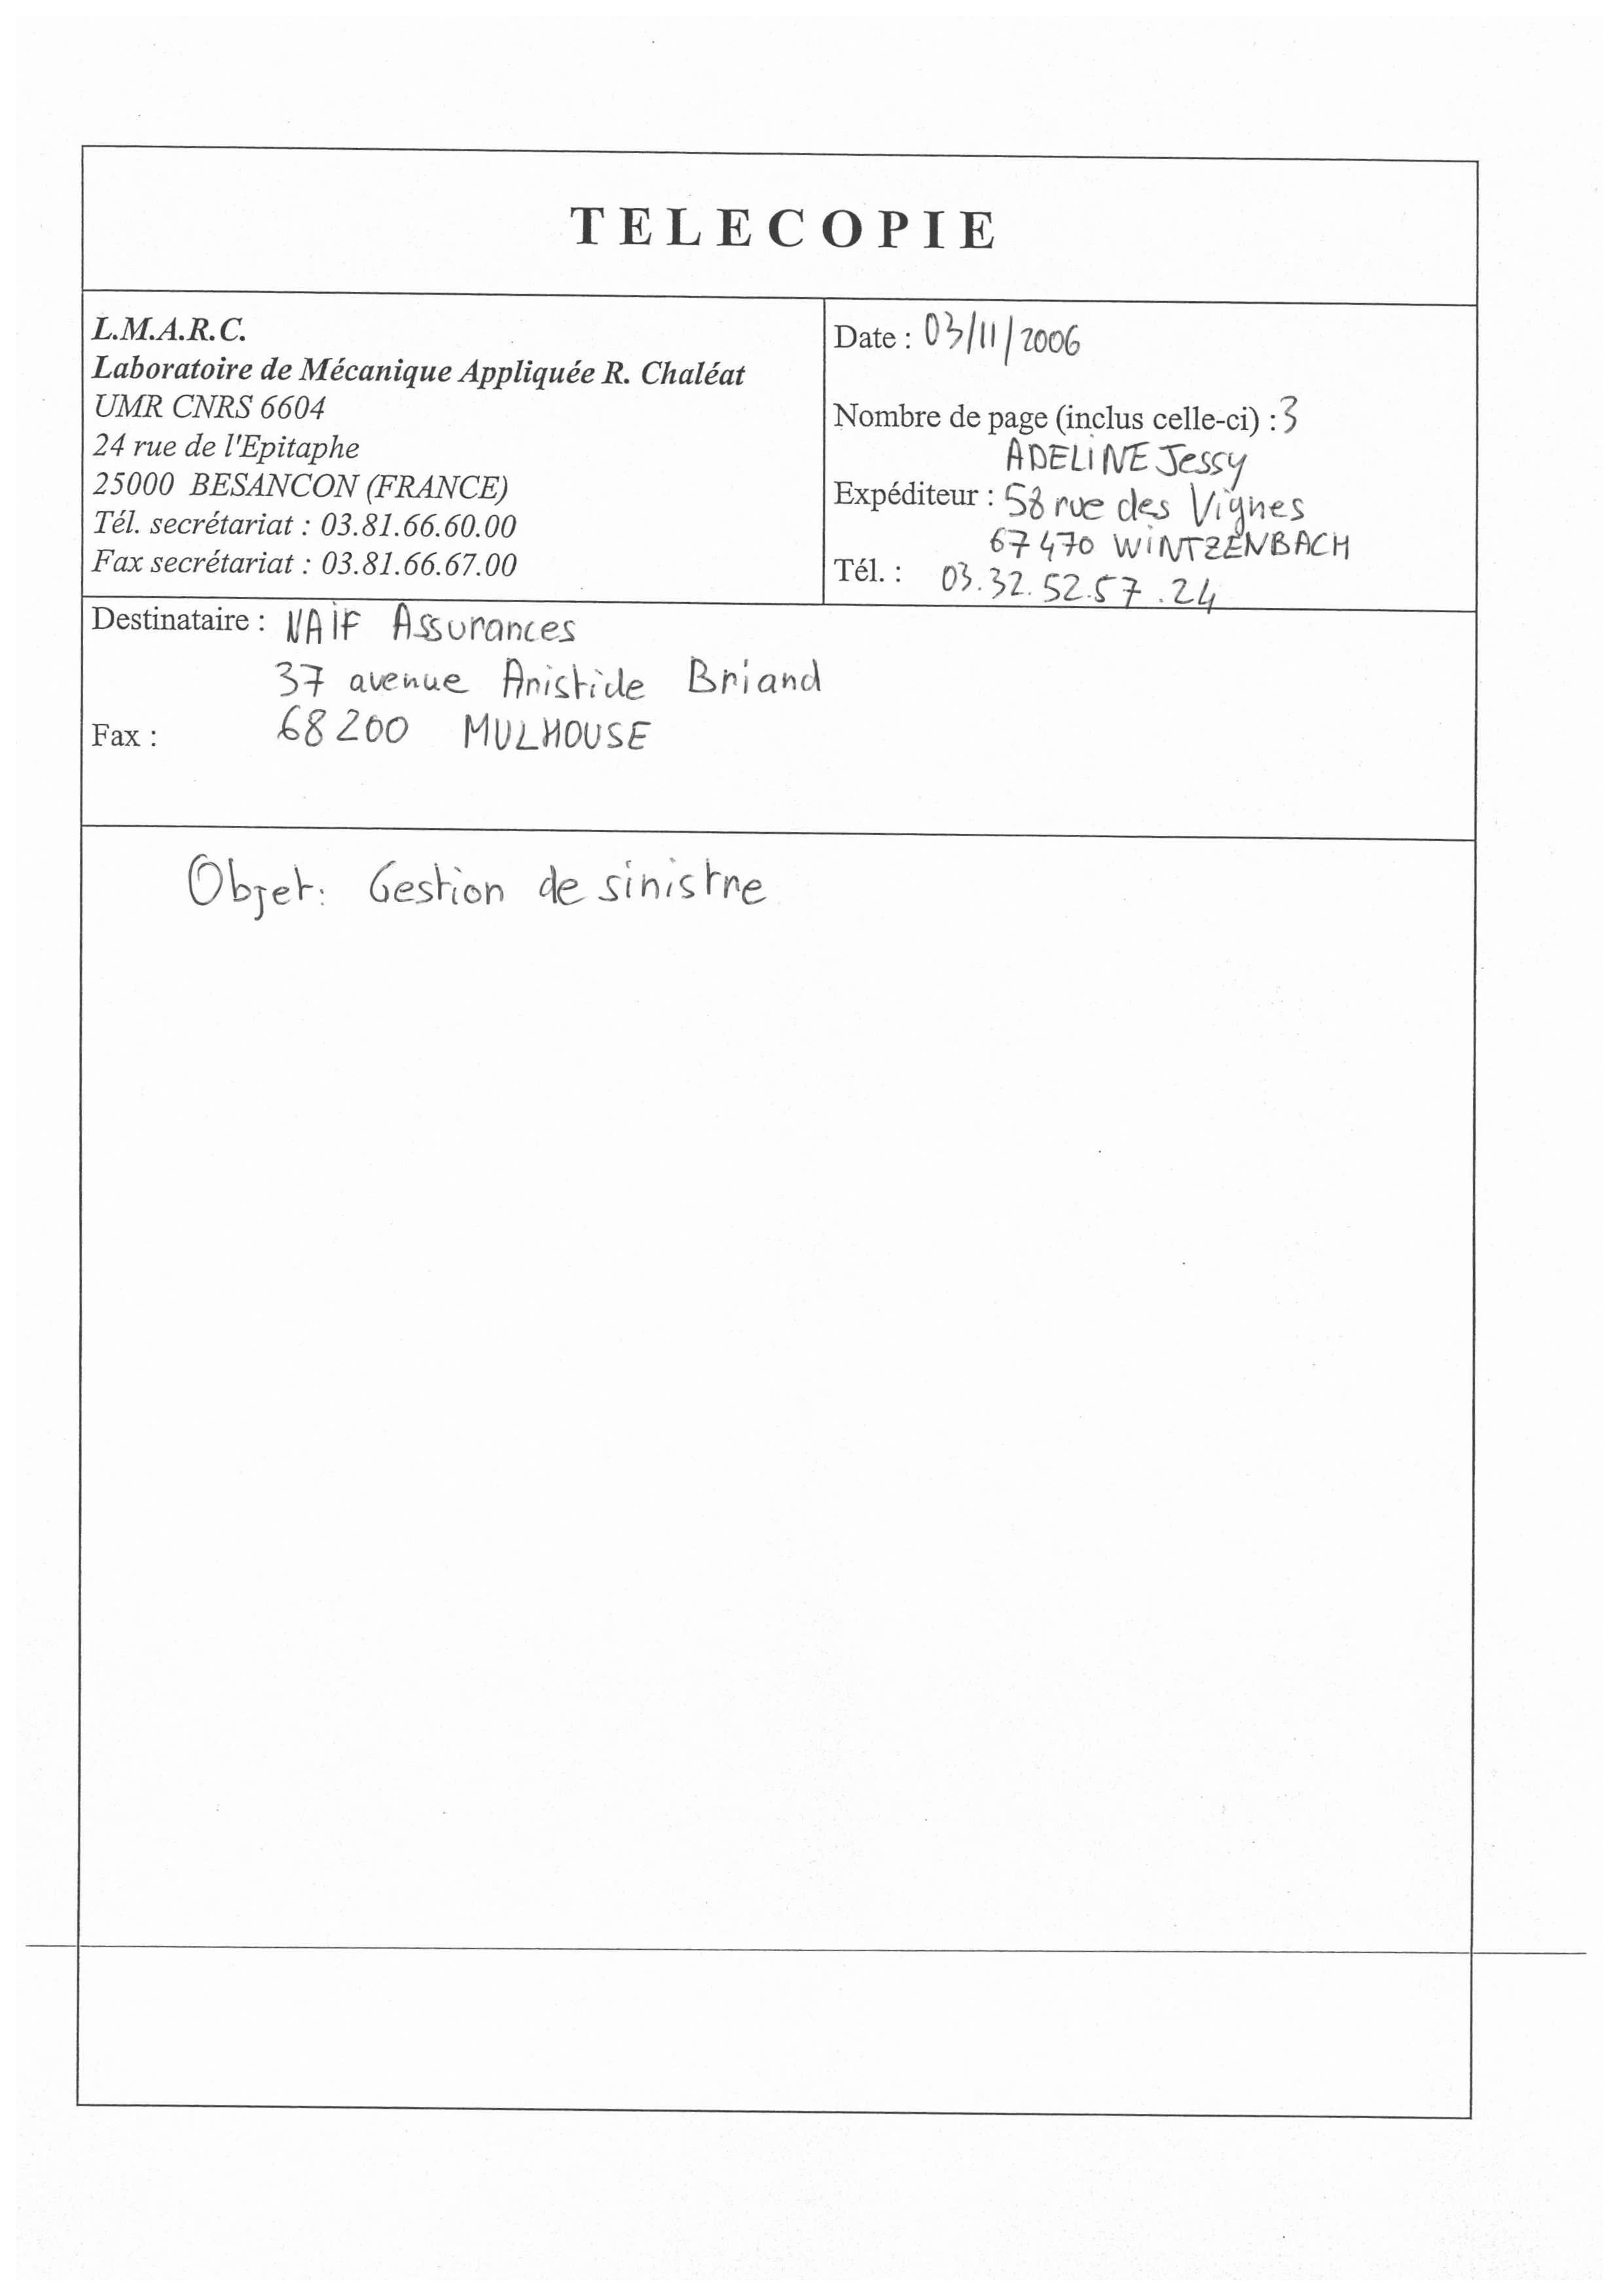 TELECOPIE
L.M.A.R.C.
Laboratoire de Mécanique Appliquée R. Chaléat
UMR CNRS 6604
24 rue de l'Epitaphe
25000 BESANCON (FRANCE)
Tél. secrétariat : 03.81.66.60.00
Fax secrétariat : 03.81.66.67.00
Date : 03/11/2006
Nombre de page (inclus celle-ci) : 3
ADELINE Jessy
Expéditeur : 58 rue des Vignes
67470 WINTZENBACH
Tél. : 03.32.52.57.24
Destinataire : NAIF Assurances
37 avenue Aristide Briand
Fax : 68200 MULHOUSE
Objet: Gestion de sinistre